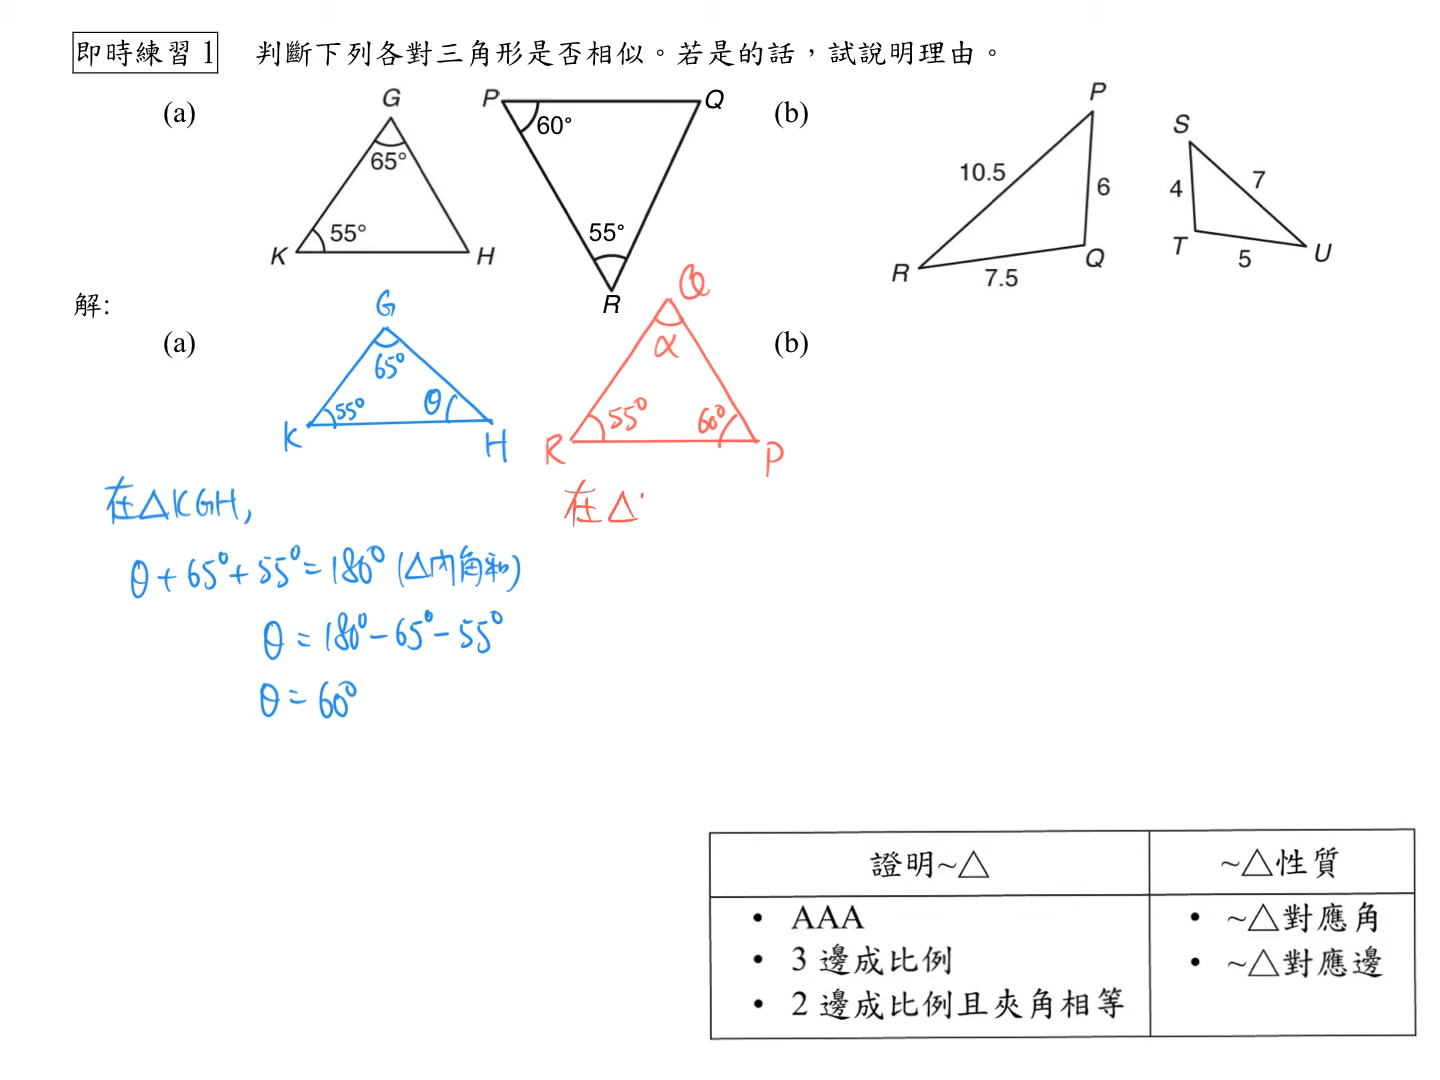 即時練習 1 判斷下列各對三角形是否相似。若是的話，試說明理由。
(a) G 65° K 55° H P 60° Q 55° R
(b) P 10.5 6 R 7.5 Q S 4 7 T 5 U
解:
(a) G 65° K 55° θ H Q α R 55° 60° P
(b)
在△KGH, 在△
θ + 65° + 55° = 180° (△內角和)
θ = 180° - 65° - 55°
θ = 60°
證明~△ ~△性質
• AAA • ~△對應角
• 3 邊成比例 • ~△對應邊
• 2 邊成比例且夾角相等